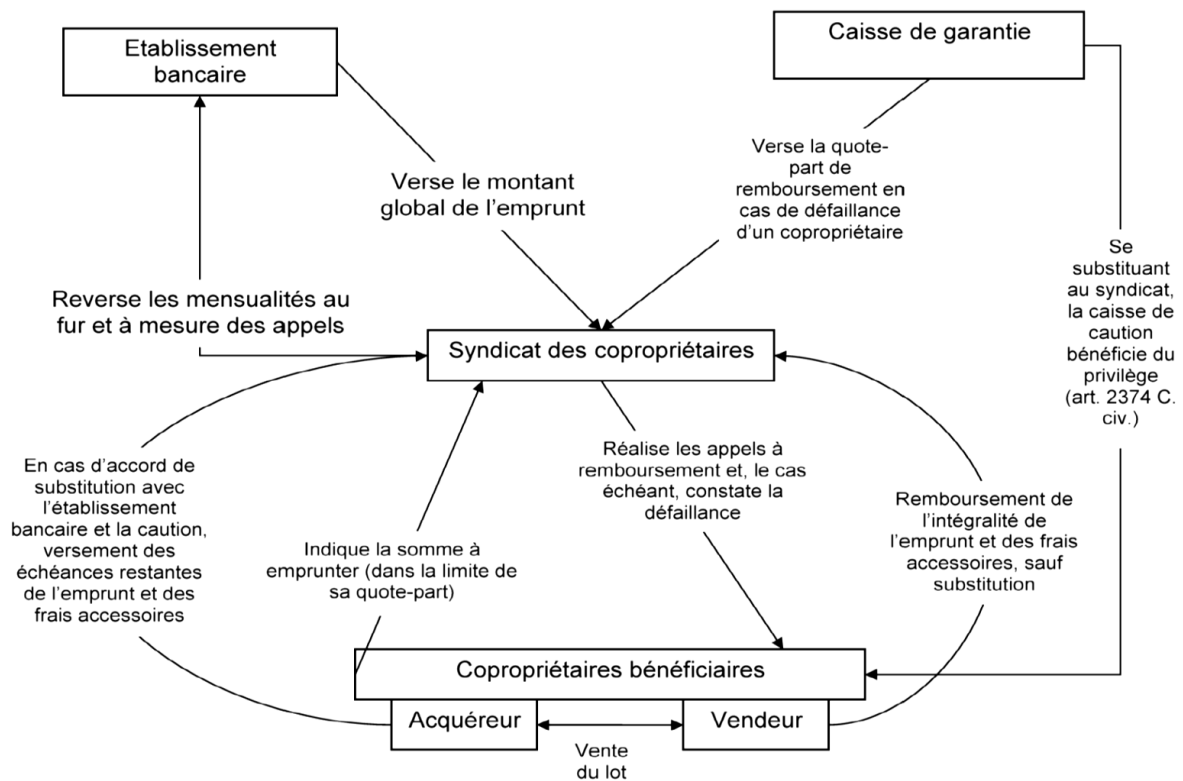 Etablissement
bancaire
Caisse de garantie
Verse le montant
global de l'emprunt
Verse la quote-
part de
remboursement en
cas de défaillance
d'un copropriétaire
Se
substituant
au syndicat,
la caisse de
caution
bénéficie du
privilège
(art. 2374 C.
civ.)
Reverse les mensualités au
fur et à mesure des appels
Syndicat des copropriétaires
En cas d'accord de
substitution avec
l'établissement
bancaire et la caution,
versement des
échéances restantes
de l'emprunt et des
frais accessoires
Indique la somme à
emprunter (dans la limite de
sa quote-part)
Réalise les appels à
remboursement et, le cas
échéant, constate la
défaillance
Remboursement de
l'intégralité de
l'emprunt et des frais
accessoires, sauf
substitution
Copropriétaires bénéficiaires
Acquéreur
Vendeur
Vente
du lot